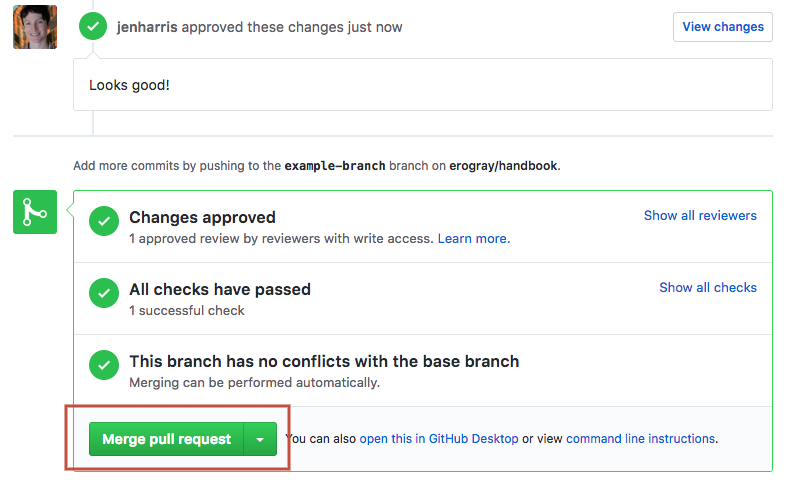 jenharris approved these changes just now
View changes
Looks good!
Add more commits by pushing to the example-branch branch on erogray/handbook.
Changes approved
Show all reviewers
1 approved review by reviewers with write access. Learn more.
All checks have passed
Show all checks
1 successful check
This branch has no conflicts with the base branch
Merging can be performed automatically.
Merge pull request
You can also open this in GitHub Desktop or view command line instructions.